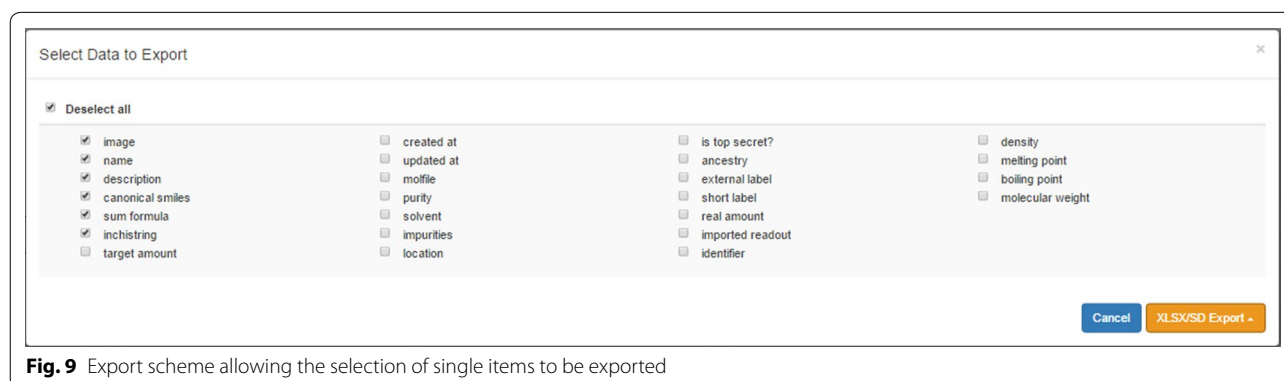 Select Data to Export
×
Deselect all
image
name
description
canonical smiles
sum formula
inchistring
target amount
created at
updated at
molfile
purity
solvent
impurities
location
is top secret?
ancestry
external label
short label
real amount
imported readout
identifier
density
melting point
boiling point
molecular weight
Cancel
XLSX/SD Export
Fig. 9 Export scheme allowing the selection of single items to be exported